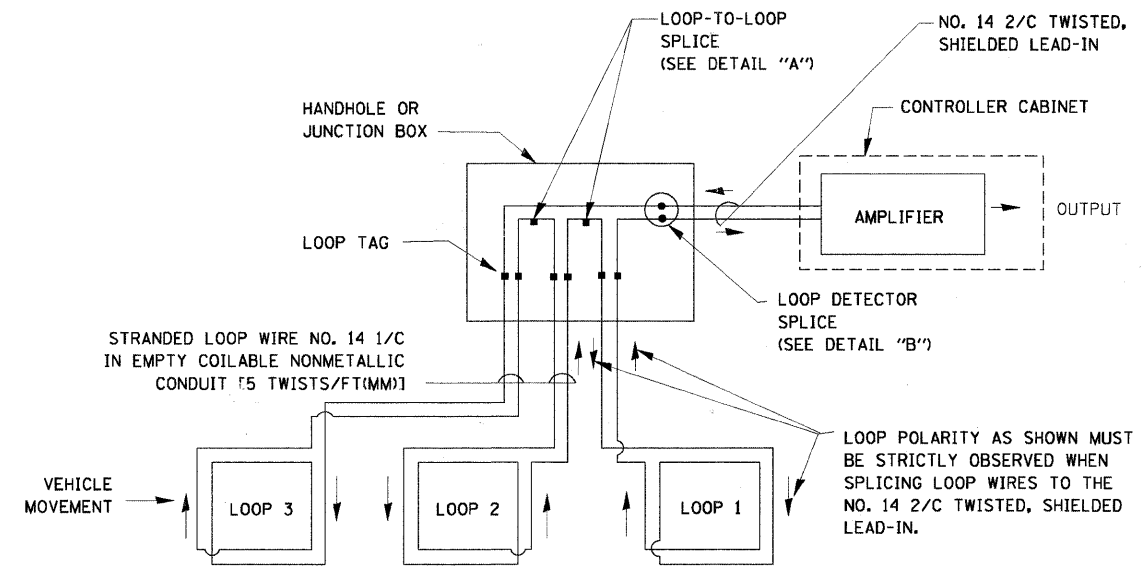 LOOP-TO-LOOP
SPLICE
(SEE DETAIL "A")
NO. 14 2/C TWISTED,
SHIELDED LEAD-IN
HANDHOLE OR
JUNCTION BOX
CONTROLLER CABINET
AMPLIFIER
OUTPUT
LOOP TAG
LOOP DETECTOR
SPLICE
(SEE DETAIL "B")
STRANDED LOOP WIRE NO. 14 1/C
IN EMPTY COILABLE NONMETALLIC
CONDUIT [5 TWISTS/FT(MM)]
LOOP POLARITY AS SHOWN MUST
BE STRICTLY OBSERVED WHEN
SPLICING LOOP WIRES TO THE
NO. 14 2/C TWISTED, SHIELDED
LEAD-IN.
VEHICLE
MOVEMENT
LOOP 3
LOOP 2
LOOP 1